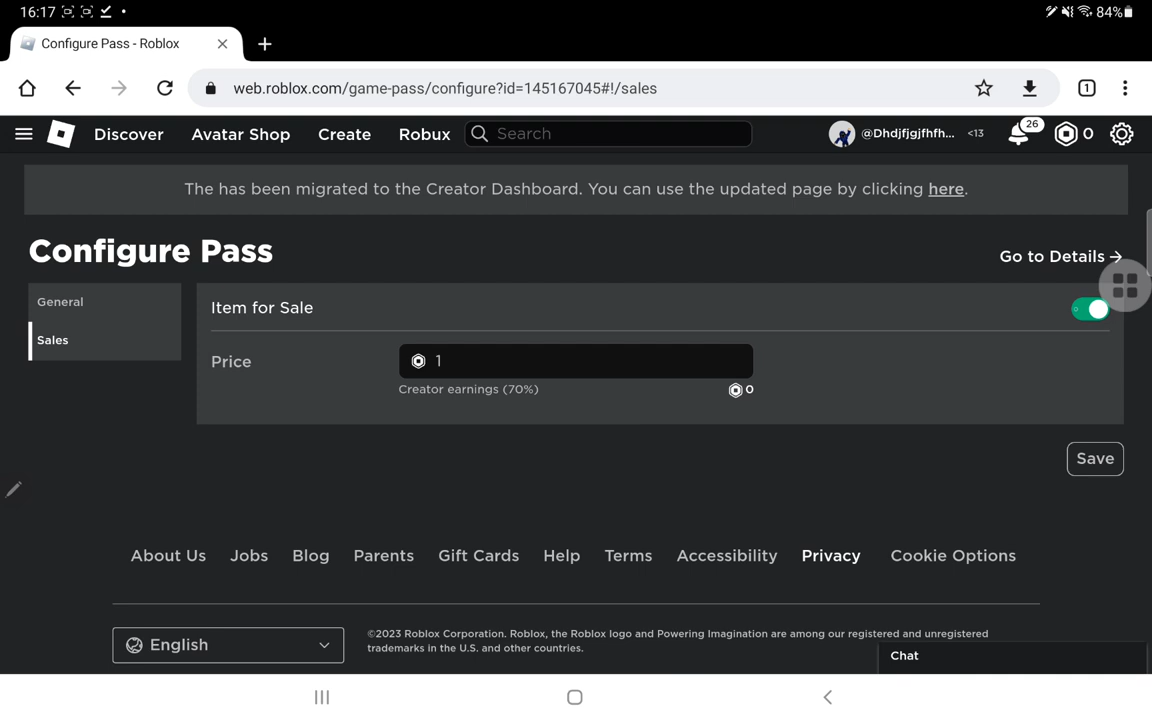 16:17
84%
Configure Pass - Roblox
web.roblox.com/game-pass/configure?id=145167045#!/sales
1
Discover Avatar Shop Create Robux Search @Dhdjfjgjfhfh... <13 26 0
The has been migrated to the Creator Dashboard. You can use the updated page by clicking here.
Configure Pass
Go to Details →
General
Sales
Item for Sale
Price 1
Creator earnings (70%) 0
Save
About Us Jobs Blog Parents Gift Cards Help Terms Accessibility Privacy Cookie Options
English
©2023 Roblox Corporation. Roblox, the Roblox logo and Powering Imagination are among our registered and unregistered
trademarks in the U.S. and other countries.
Chat